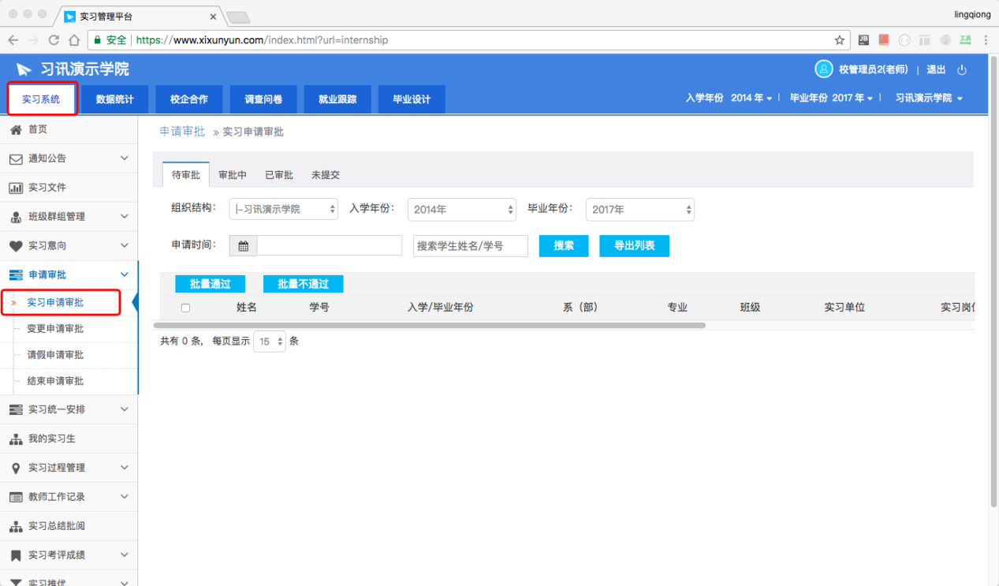 实习管理平台
lingqiong
安全 https://www.xixunyun.com/index.html?url=internship
JB
工具
习讯演示学院
校管理员2(老师) | 退出
实习系统 数据统计 校企合作 调查问卷 就业跟踪 毕业设计
入学年份 2014 年 | 毕业年份 2017 年 | 习讯演示学院
首页
通知公告
实习文件
班级群组管理
实习意向
申请审批
» 实习申请审批
变更申请审批
请假申请审批
结束申请审批
实习统一安排
我的实习生
实习过程管理
教师工作记录
实习总结批阅
实习考评成绩
实习推优
申请审批 » 实习申请审批
待审批 审批中 已审批 未提交
组织结构: |-习讯演示学院 入学年份: 2014年 毕业年份: 2017年
申请时间: 搜索学生姓名/学号 搜索 导出列表
批量通过 批量不通过
姓名 学号 入学/毕业年份 系（部） 专业 班级 实习单位 实习岗
共有 0 条, 每页显示 15 条